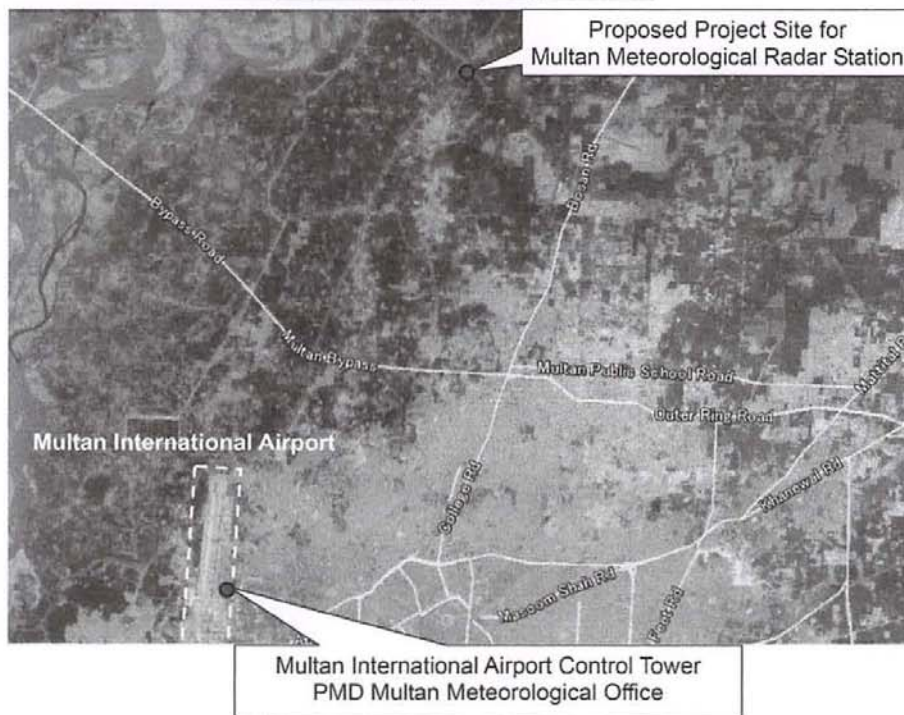 Proposed Project Site for
Multan Meteorological Radar Station
Bypass Road
Bosan Rd
Multan Bypass
Multan Public School Road
Outer Ring Road
Multan International Airport
College Rd
Khanewal Rd
Masoom Shah Rd
Multan International Airport Control Tower
PMD Multan Meteorological Office